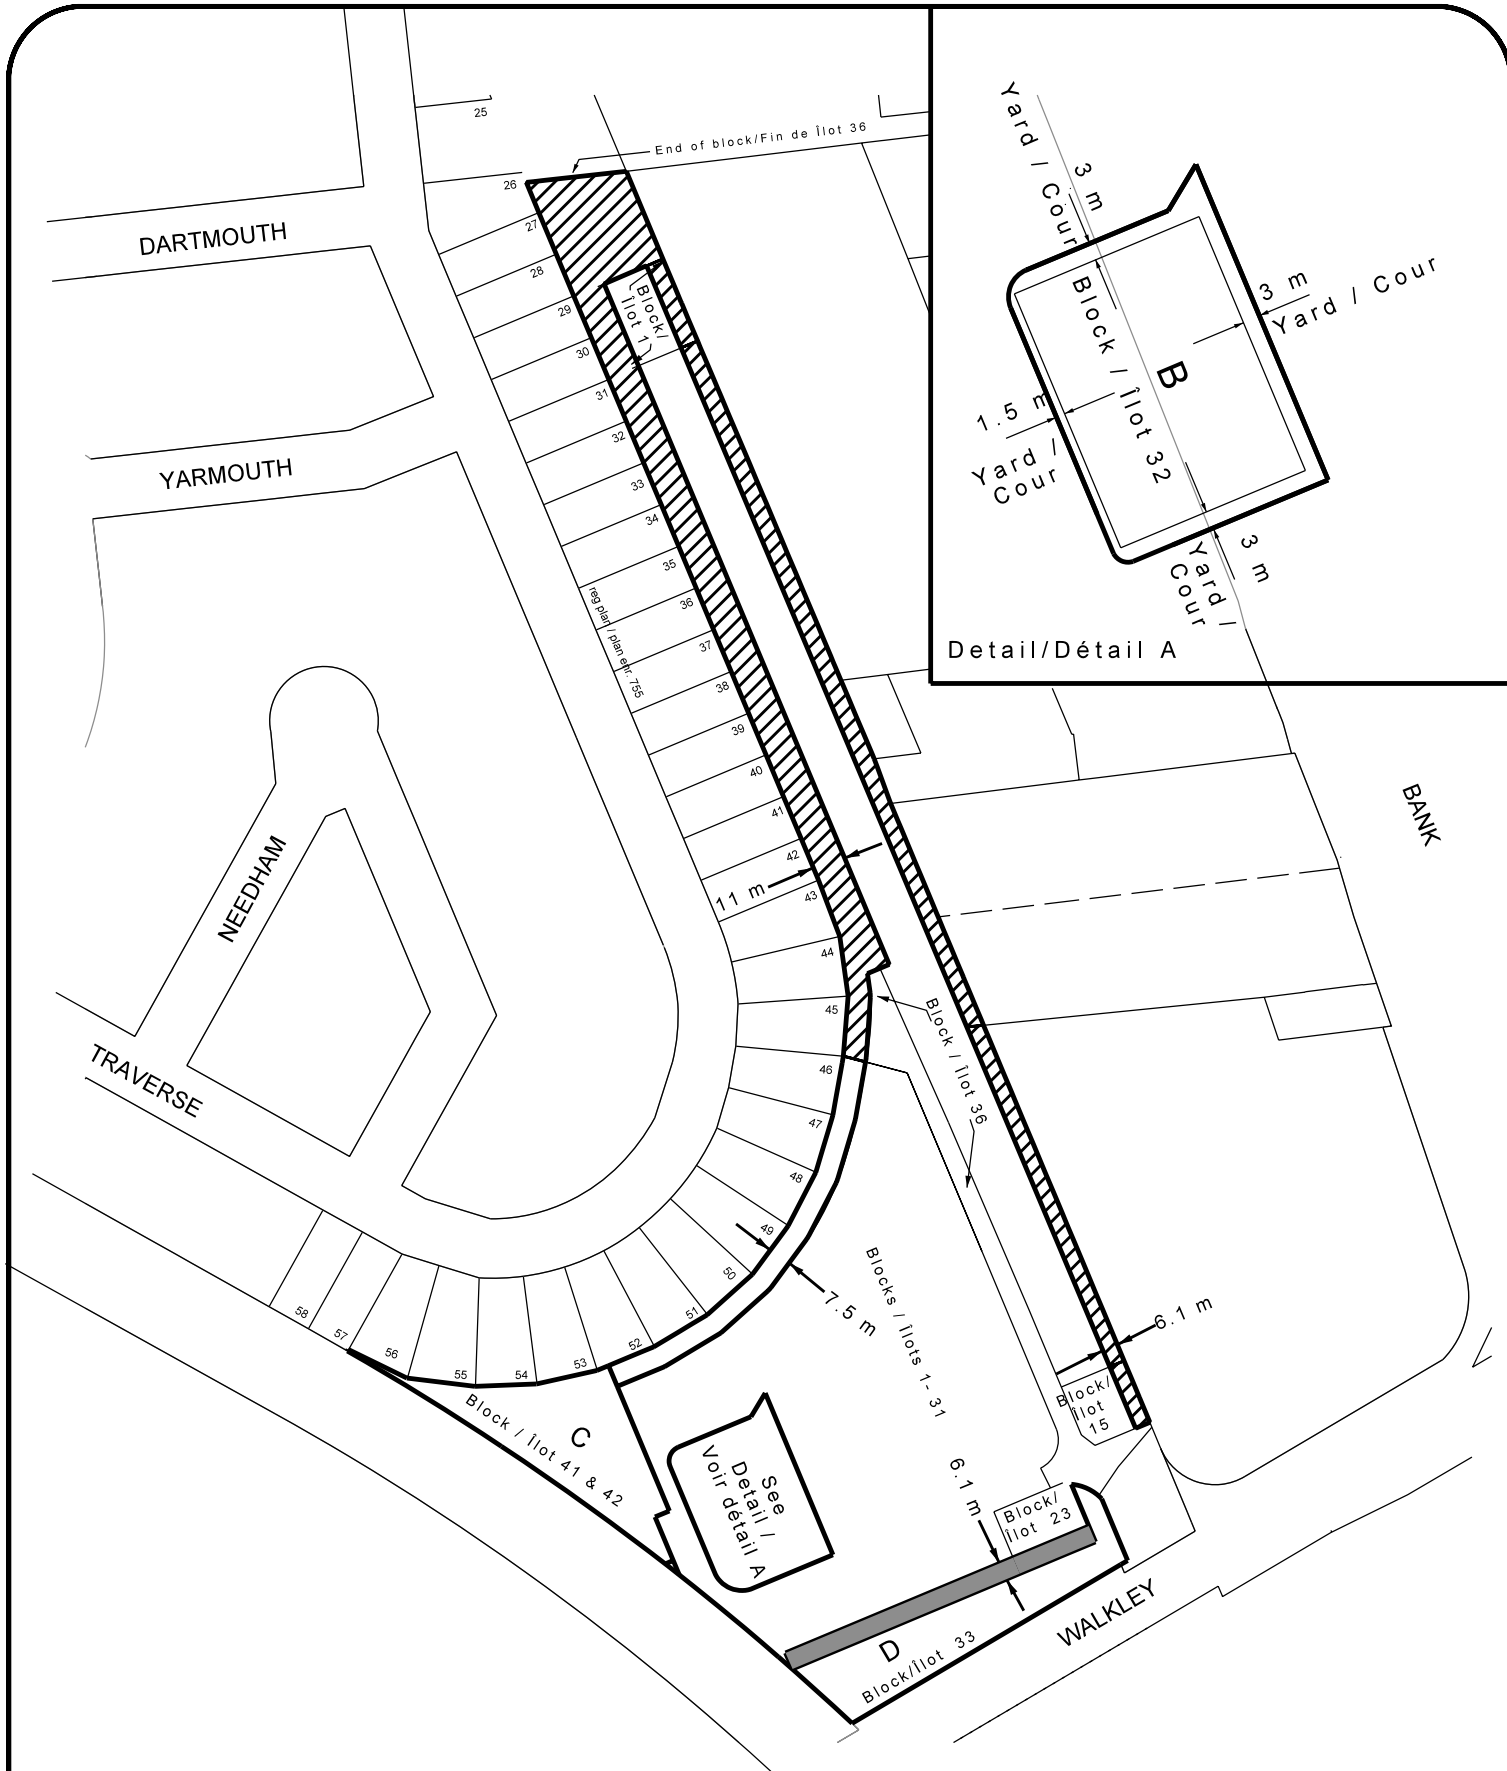 25
End of block/Fin de Îlot 36
26
27
28
29
30
31
32
33
34
35
36
37
38
39
40
41
42
43
44
45
46
47
48
49
50
51
52
53
54
55
56
57
58
DARTMOUTH
YARMOUTH
NEEDHAM
TRAVERSE
reg plan / plan enr. 755
Block/
Îlot 1
11 m
Block / Îlot 36
7.5 m
Blocks / Îlots 1- 31
6.1 m
Block/
Îlot
15
6.1 m
Block/
Îlot 23
C
Block / Îlot 41 & 42
See
Detail /
Voir détail A
D
Block/Îlot 33
WALKLEY
BANK
Yard / Cour
3 m
3 m
Yard / Cour
Block / Îlot 32
B
1.5 m
Yard /
Cour
3 m
Yard /
Cour
Detail/Détail A